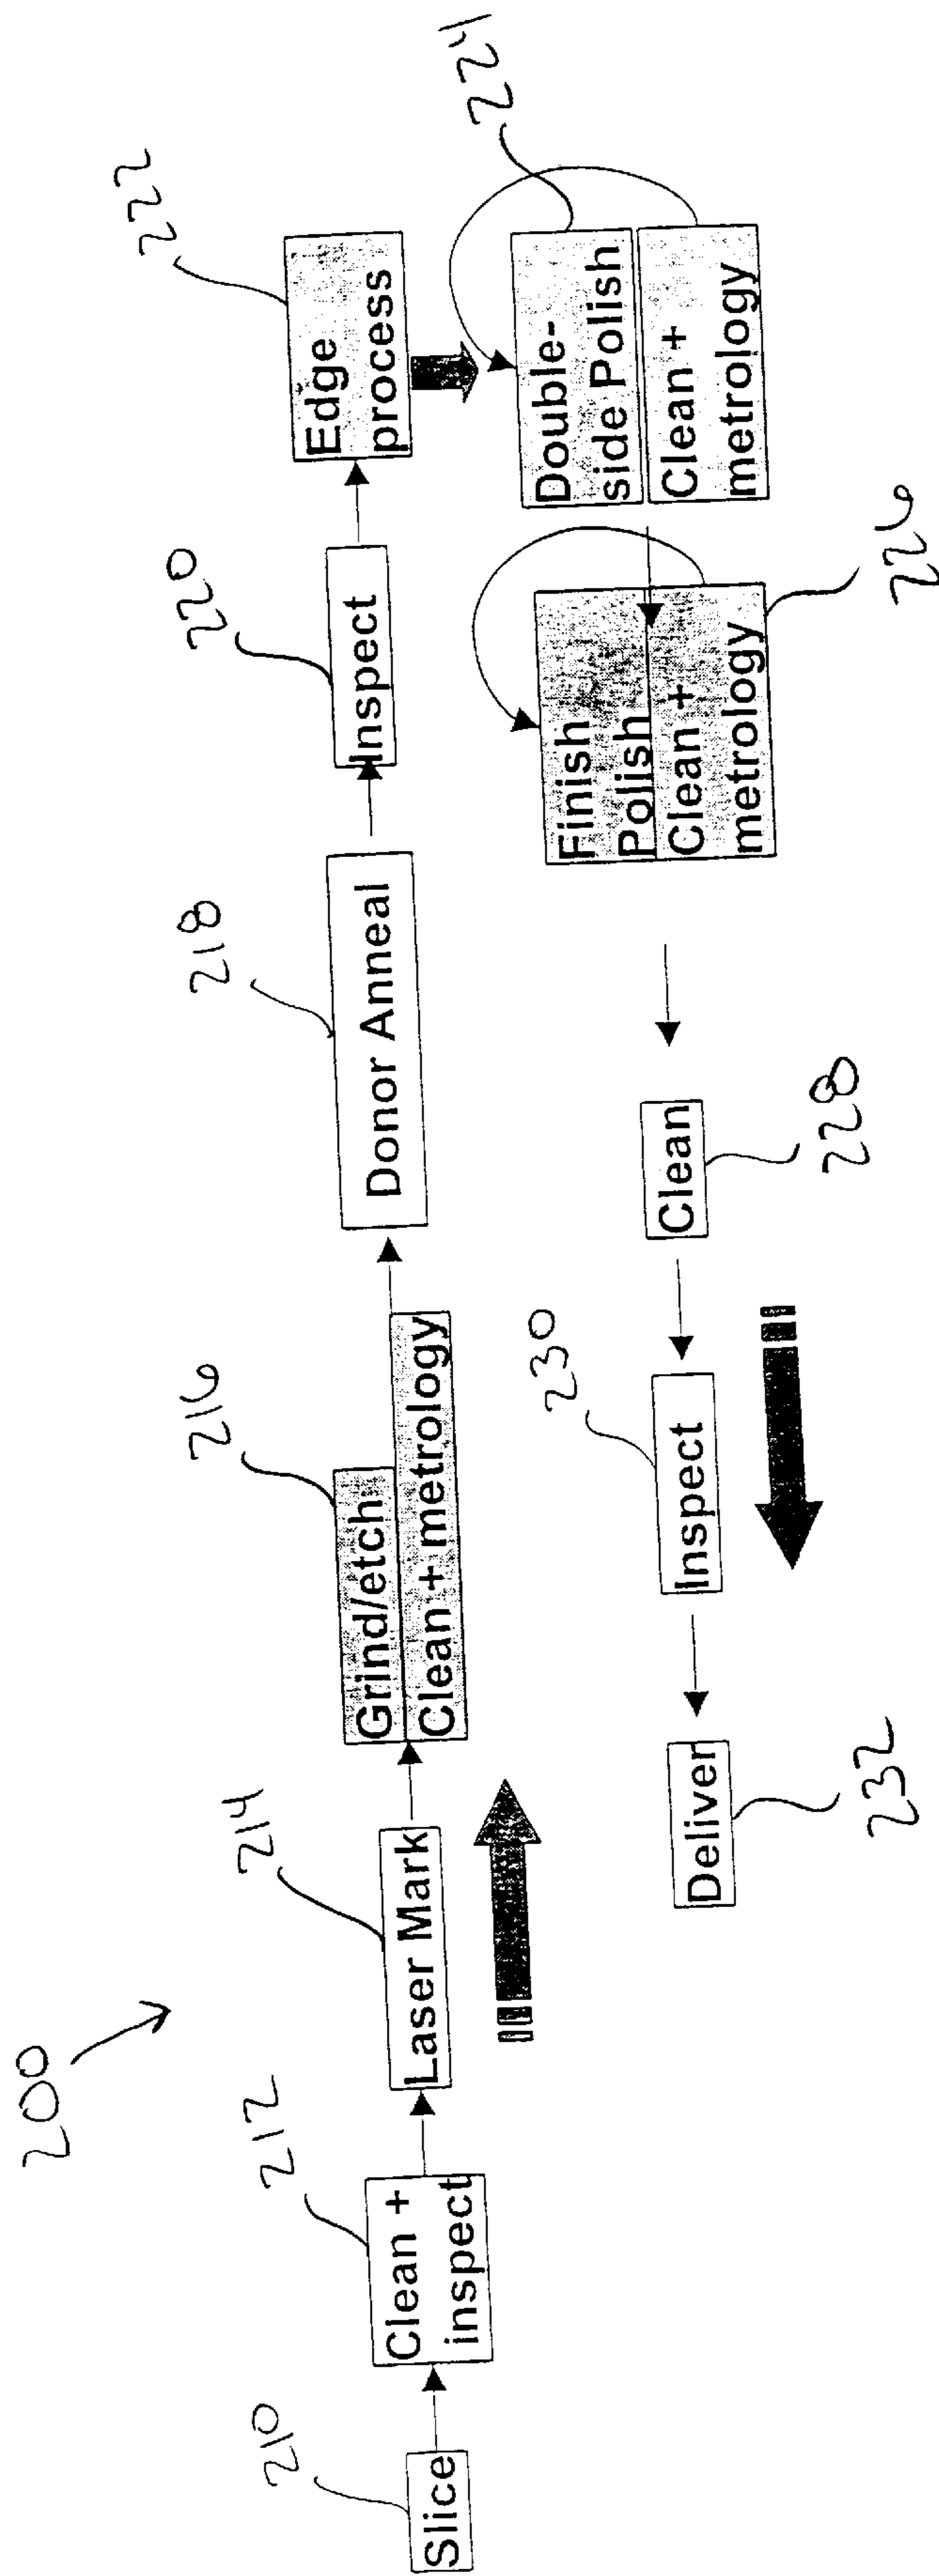 200
210
Slice
212
Clean +
inspect
214
Laser Mark
216
Grind/etch
Clean + metrology
218
Donor Anneal
220
Inspect
222
Edge
process
224
Double-
side Polish
Clean +
metrology
226
Finish
Polish
Clean +
metrology
228
Clean
230
Inspect
232
Deliver